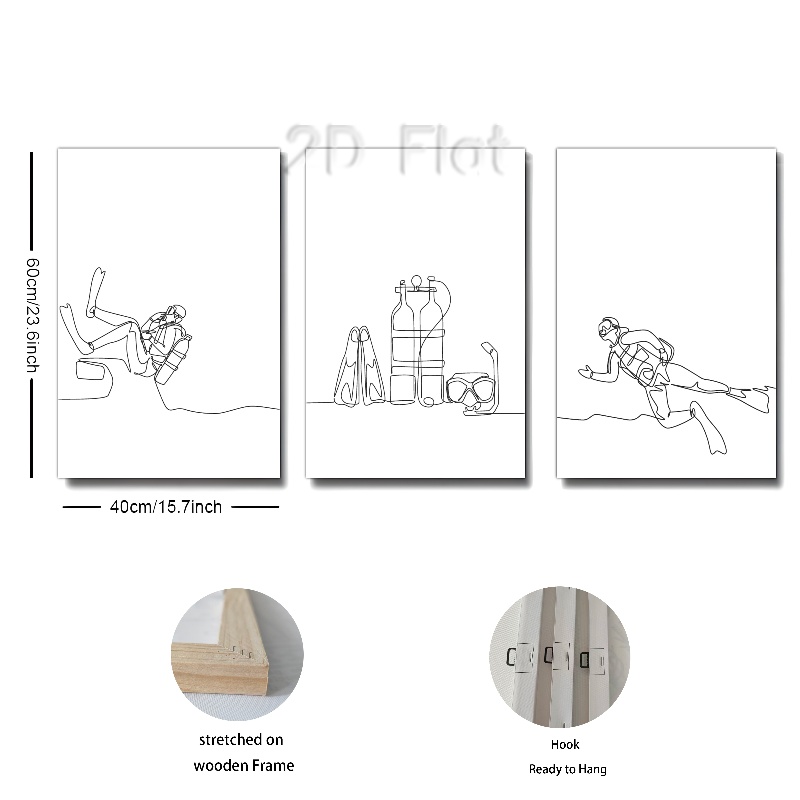 2D Flat
60cm/23.6inch
40cm/15.7inch
stretched on
wooden Frame
Hook
Ready to Hang